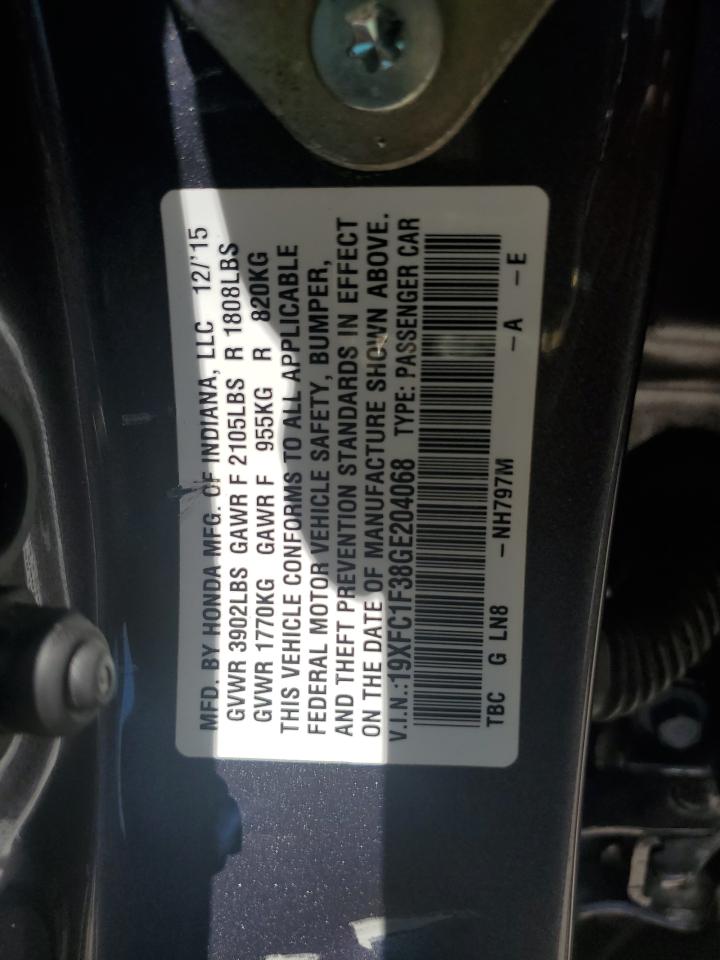 MFD. BY HONDA MFG. OF INDIANA, LLC 12/'15
GVWR 3902LBS GAWR F 2105LBS R 1808LBS
GVWR 1770KG GAWR F 955KG R 820KG
THIS VEHICLE CONFORMS TO ALL APPLICABLE
FEDERAL MOTOR VEHICLE SAFETY, BUMPER,
AND THEFT PREVENTION STANDARDS IN EFFECT
ON THE DATE OF MANUFACTURE SHOWN ABOVE.
V.I.N.:19XFC1F38GE204068 TYPE: PASSENGER CAR
TBC G LN8 -NH797M -A -E